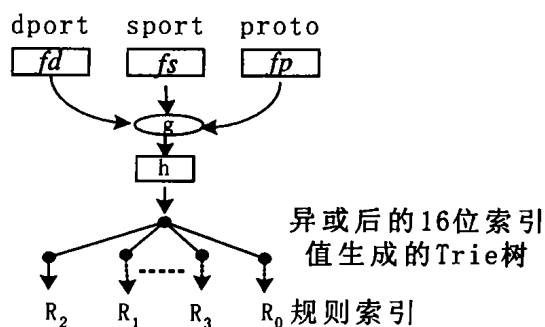 dport sport proto
fd fs fp
g
h
异或后的16位索引
值生成的Trie树
R2 R1 R3 R0 规则索引